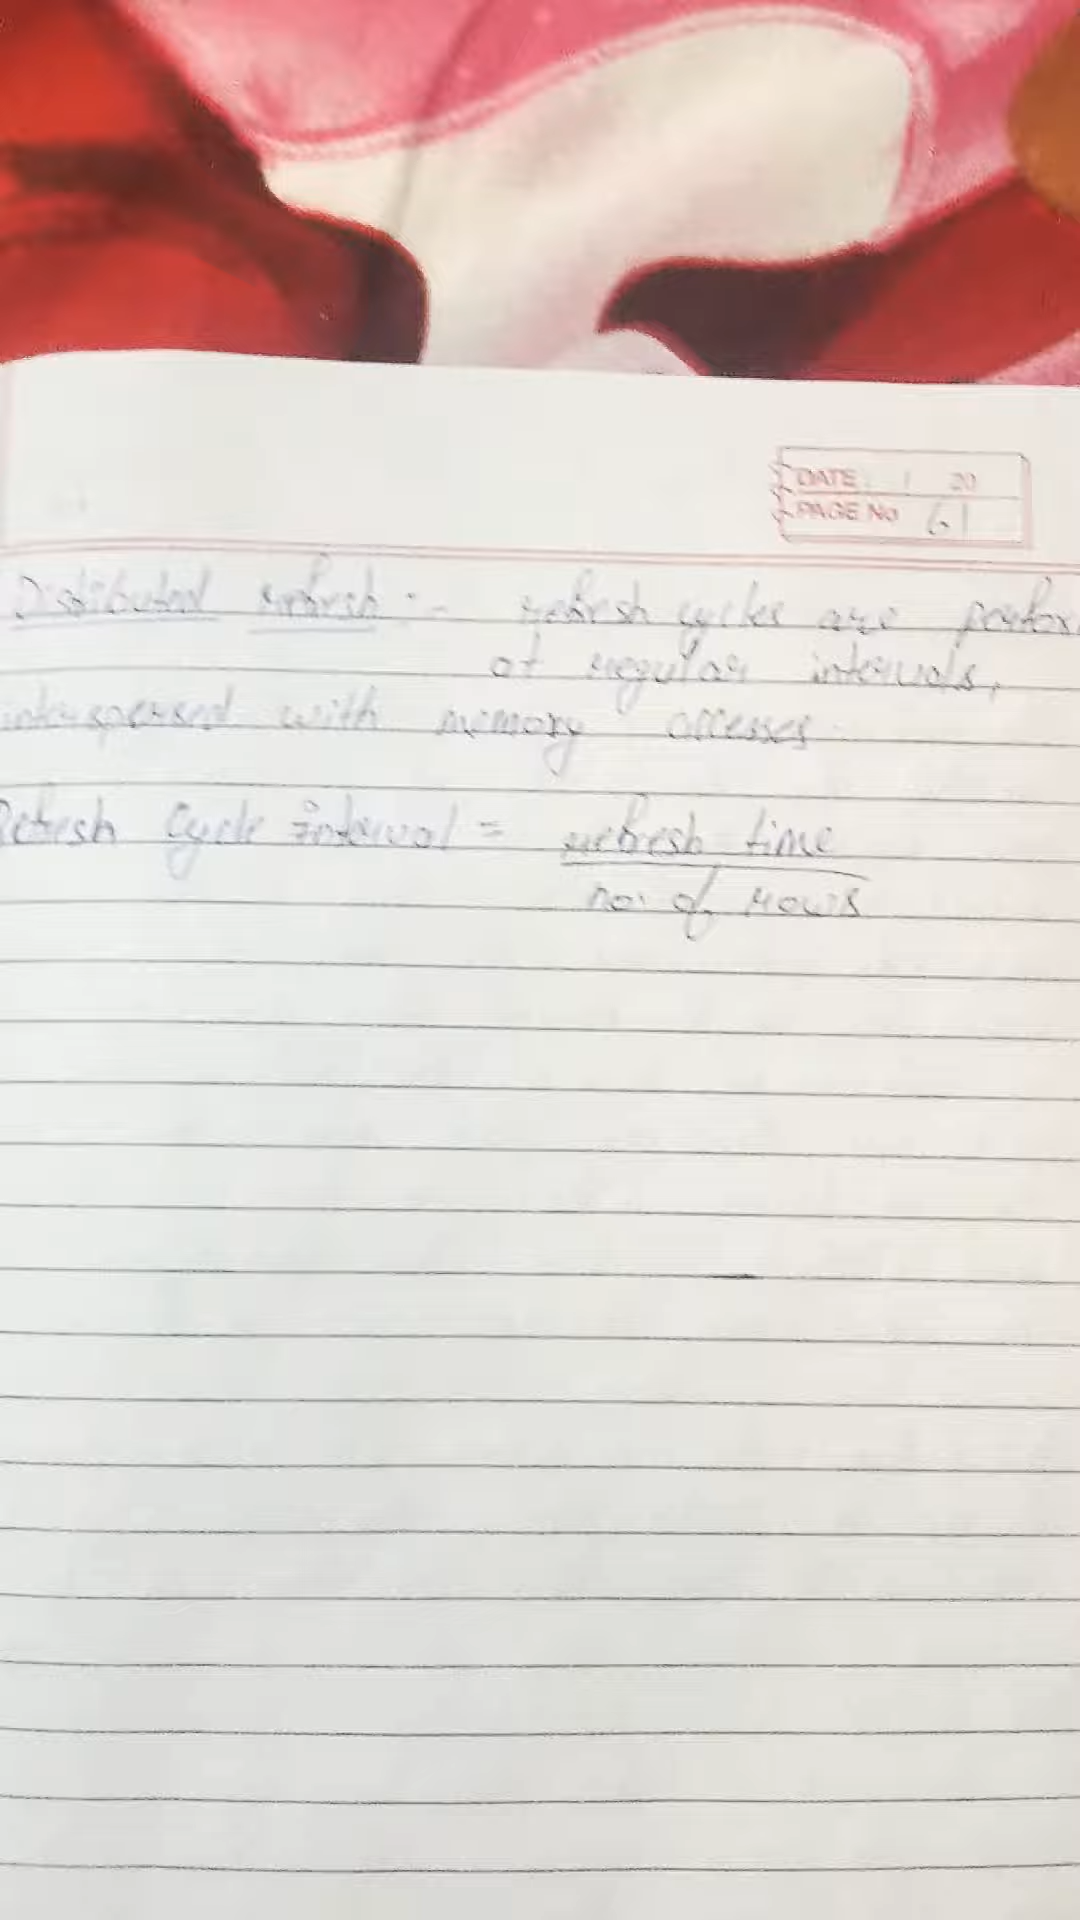 DATE / 20
PAGE No 61
Distributed refresh :- refresh cycles are perfor
at regular intervals,
interspersed with memory accesses
Refresh Cycle interval = refresh time
no. of rows